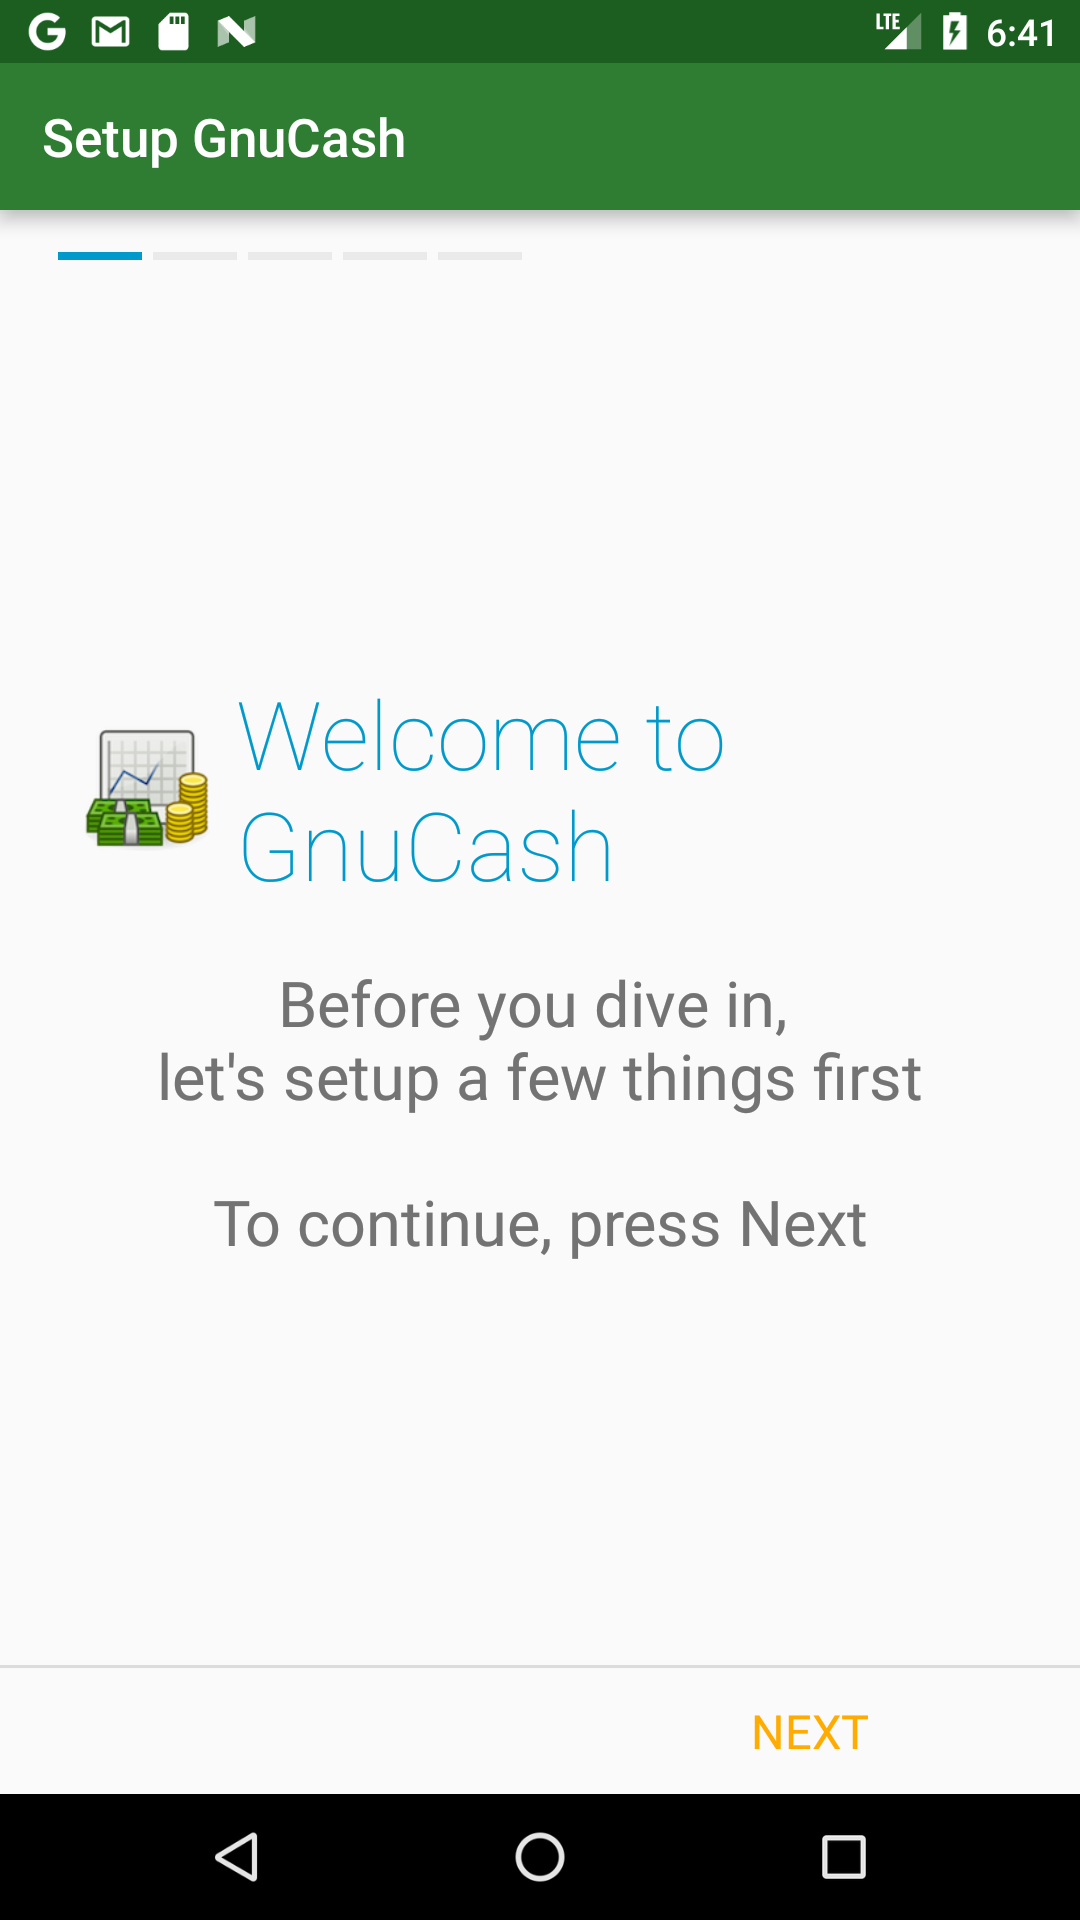 LTE 6:41
Setup GnuCash
Welcome to
GnuCash
Before you dive in,
let's setup a few things first
To continue, press Next
NEXT